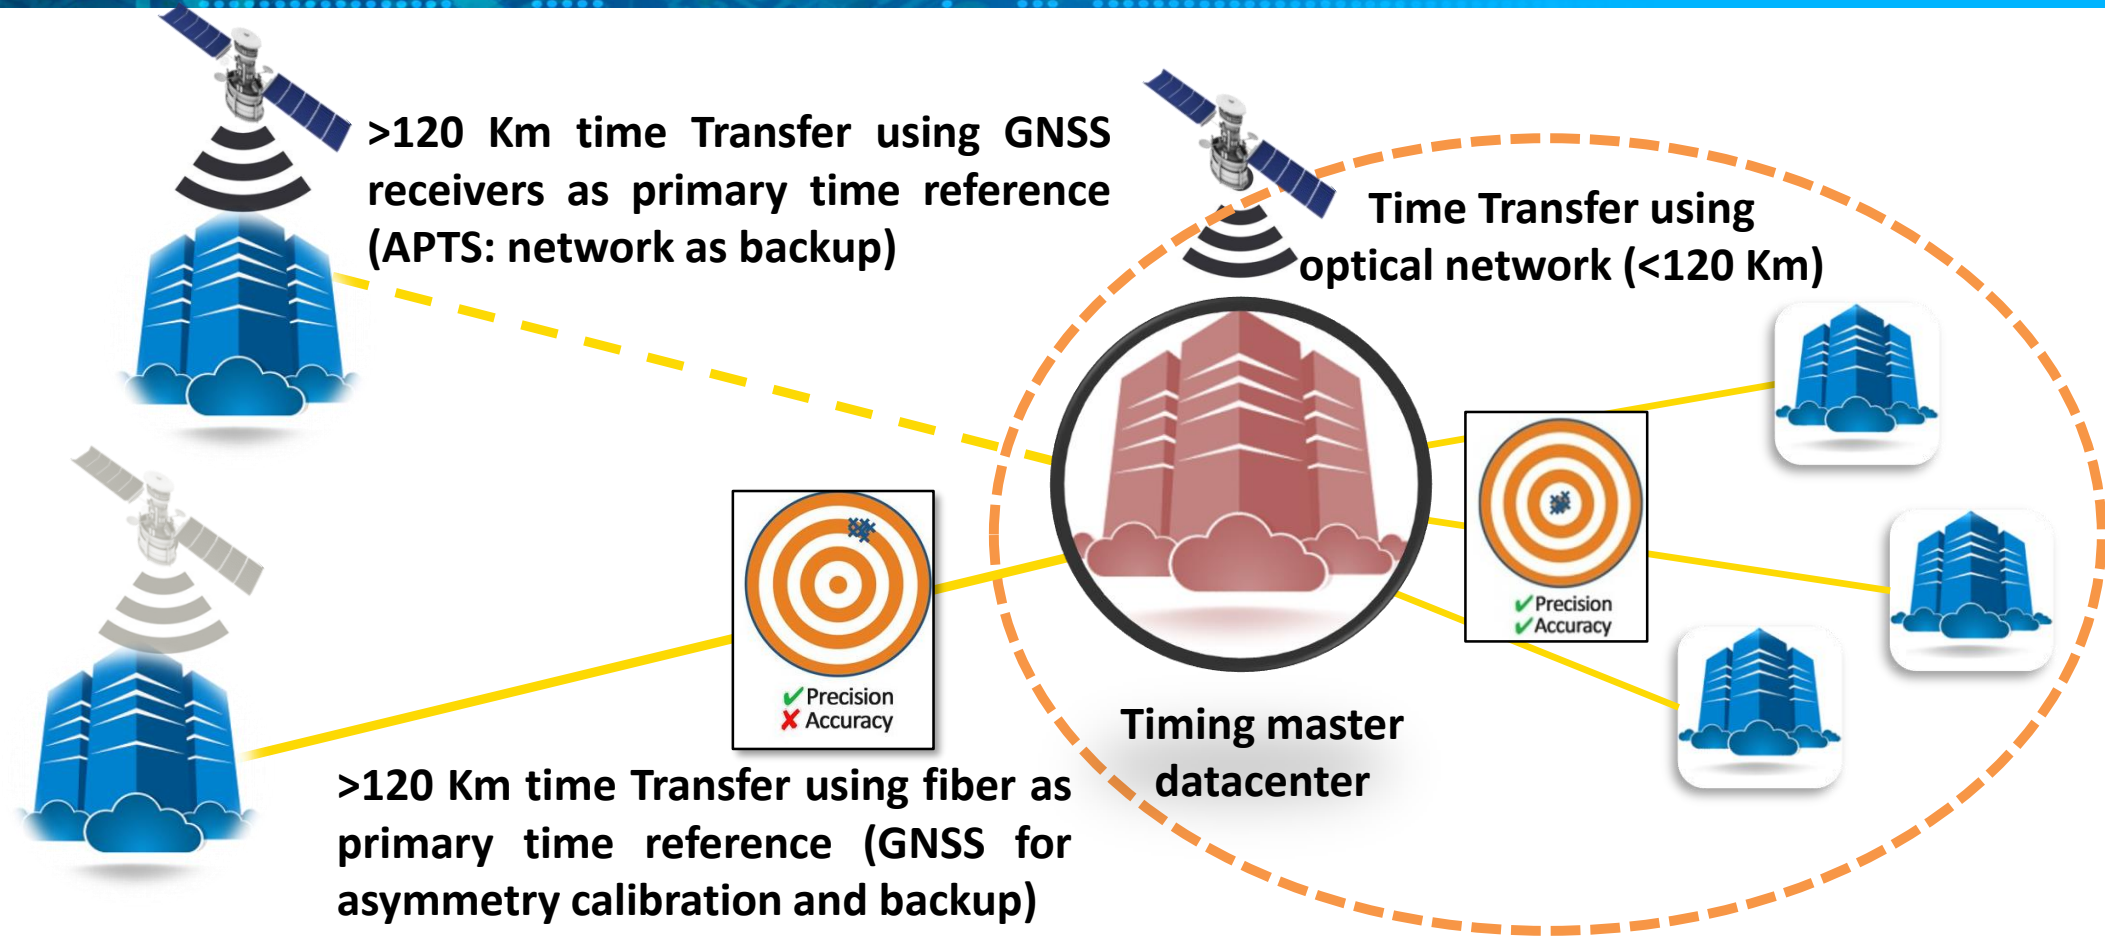 >120 Km time Transfer using GNSS
receivers as primary time reference
(APTS: network as backup)
Time Transfer using
optical network (<120 Km)
✔Precision
✔Accuracy
✔Precision
✘Accuracy
Timing master
datacenter
>120 Km time Transfer using fiber as
primary time reference (GNSS for
asymmetry calibration and backup)